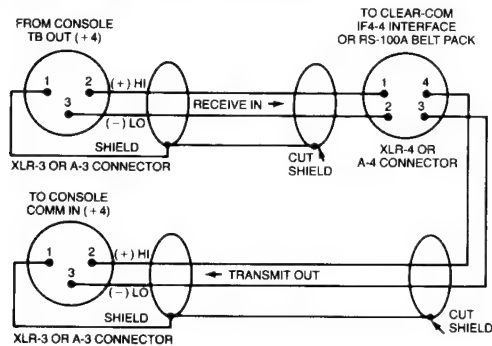 FROM CONSOLE
TB OUT (+4)
TO CLEAR-COM
IF4-4 INTERFACE
OR RS-100A BELT PACK
1
2
3
(+) HI
(−) LO
RECEIVE IN →
1
4
2
3
SHIELD
CUT
SHIELD
XLR-3 OR A-3 CONNECTOR
XLR-4 OR
A-4 CONNECTOR
TO CONSOLE
COMM IN (+4)
1
2
3
(+) HI
(−) LO
← TRANSMIT OUT
SHIELD
CUT
SHIELD
XLR-3 OR A-3 CONNECTOR